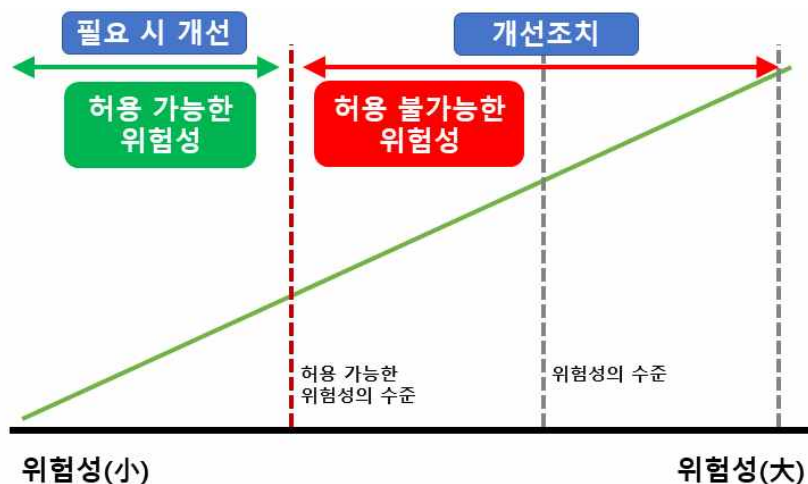 필요 시 개선
개선조치
허용 가능한
위험성
허용 불가능한
위험성
허용 가능한
위험성의 수준
위험성의 수준
위험성(小)
위험성(大)